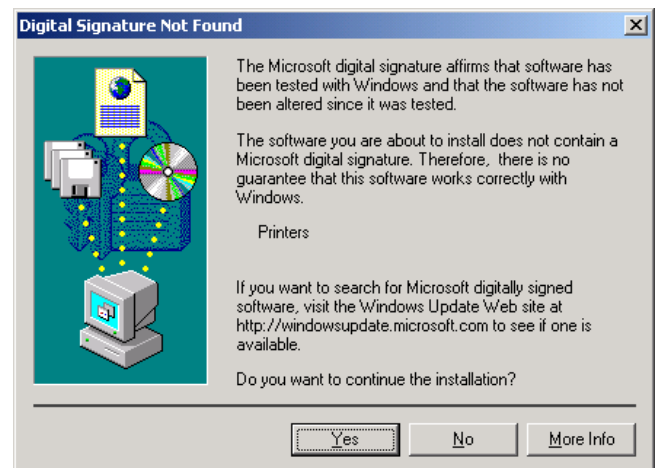 Digital Signature Not Found
The Microsoft digital signature affirms that software has
been tested with Windows and that the software has not
been altered since it was tested.
The software you are about to install does not contain a
Microsoft digital signature. Therefore,  there is no
guarantee that this software works correctly with
Windows.
Printers
If you want to search for Microsoft digitally signed
software, visit the Windows Update Web site at
http://windowsupdate.microsoft.com to see if one is
available.
Do you want to continue the installation?
Yes
No
More Info